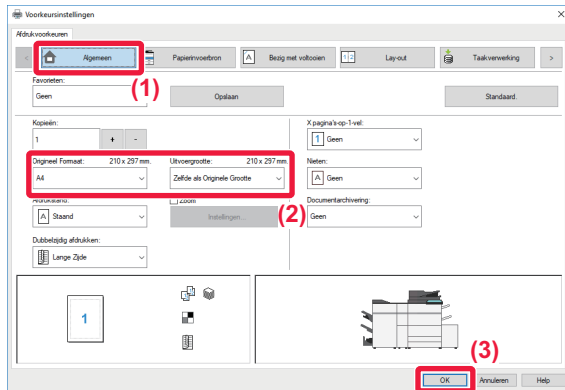 Voorkeursinstellingen
Afdrukvoorkeuren
< Algemeen Papierinvoerbron A Bezig met voltooien 1 2 Lay-out Taakverwerking >
(1)
Favorieten:
Geen Opslaan Standaard.
Kopieën: X pagina's-op-1-vel:
1 + - 1 Geen
Origineel Formaat: 210 x 297 mm. Uitvoergrootte: 210 x 297 mm. Nieten:
A4 Zelfde als Originele Grootte A Geen
Afdrukstand: Zoom Documentarchivering:
A Staand Instellingen... (2) Geen
Dubbelzijdig afdrukken:
Lange Zijde
1
(3)
OK Annuleren Help